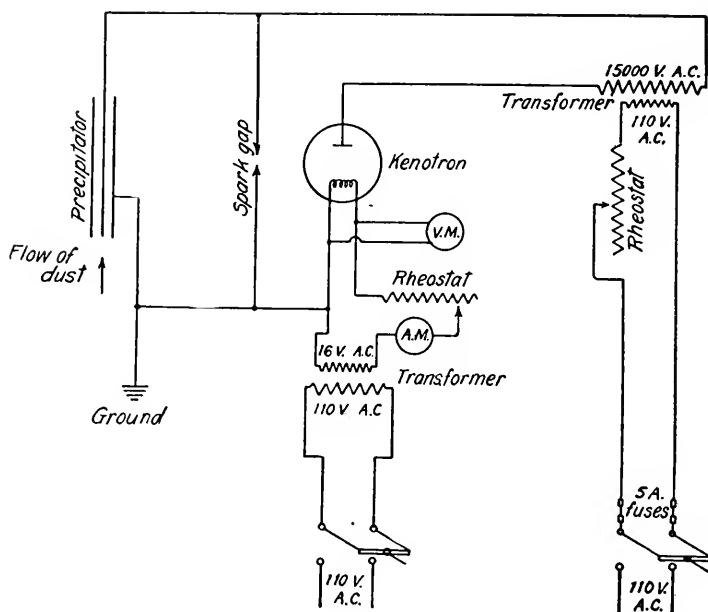 15000 V. A.C.
Transformer
110 V.
A.C.
Precipitator
Spark gap
Kenotron
Rheostat
V.M.
Flow of
dust
Rheostat
A.M.
16 V. A.C.
Transformer
110 V. A.C
Ground
5 A.
fuses
110 V.
A.C.
110 V.
A.C.